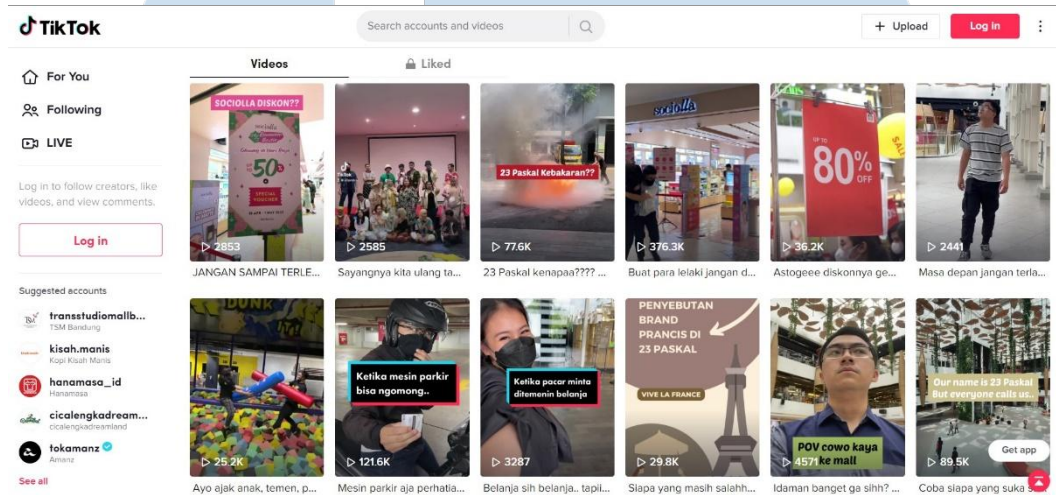 TikTok
Search accounts and videos
+ Upload
Log in
For You
Following
LIVE
Log in to follow creators, like
videos, and view comments.
Log in
Suggested accounts
transstudiomallb...
TSM Bandung
kisah.manis
Kopi Kisah Manis
hanamasa_id
Hanamasa
cicalengkadream...
cicalengkadreamland
tokamanz
Amanz
See all
Videos
Liked
SOCIOLLA DISKON??
50%
SPECIAL
VOUCHER
2853
JANGAN SAMPAI TERLE...
TikTok
2585
Sayangnya kita ulang ta...
23 Paskal Kebakaran??
77.6K
23 Paskal kenapaa???? ...
sociolla
376.3K
Buat para lelaki jangan d...
UP TO
80%
OFF
SALE
36.2K
Astogeee diskonnya ge...
2441
Masa depan jangan terla...
25.2K
Ayo ajak anak, temen, p...
Ketika mesin parkir
bisa ngomong..
121.6K
Mesin parkir aja perhatia...
Ketika pacar minta
ditemenin belanja
3287
Belanja sih belanja.. tapii...
PENYEBUTAN
BRAND
PRANCIS DI
23 PASKAL
VIVE LA FRANCE
29.8K
Siapa yang masih salahh...
POV cowo kaya
ke mall
4571
Idaman banget ga sihh? ...
Our name is 23 Paskal
But everyone calls us..
89.5K
Coba siapa yang suka s
Get app